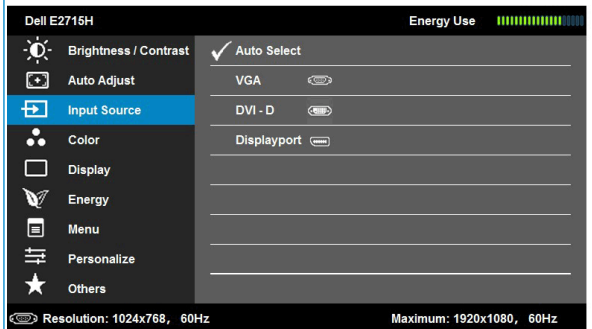 Dell E2715H Energy Use
Brightness / Contrast Auto Select
Auto Adjust VGA
Input Source DVI - D
Color Displayport
Display
Energy
Menu
Personalize
Others
Resolution: 1024x768, 60Hz Maximum: 1920x1080, 60Hz